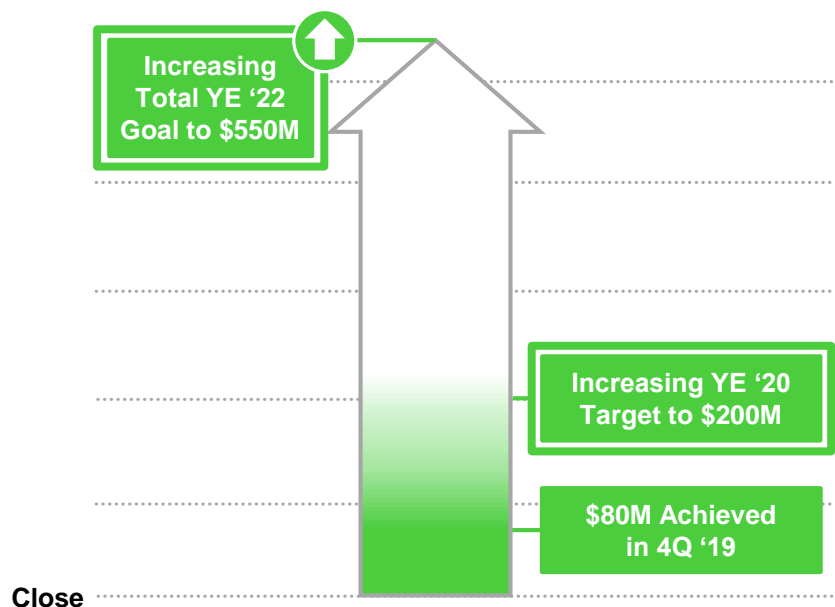 Increasing
Total YE ‘22
Goal to $550M
Increasing YE ‘20
Target to $200M
$80M Achieved
in 4Q ‘19
Close